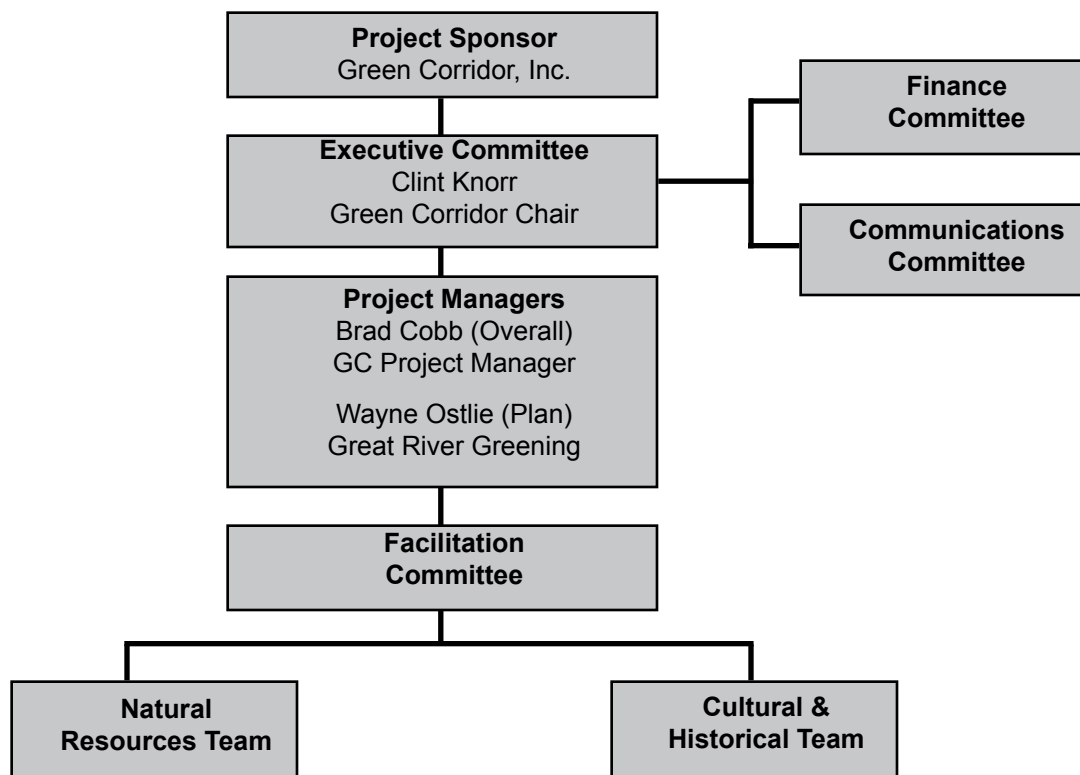 Project Sponsor
Green Corridor, Inc.
Finance
Committee
Executive Committee
Clint Knorr
Green Corridor Chair
Communications
Committee
Project Managers
Brad Cobb (Overall)
GC Project Manager
Wayne Ostlie (Plan)
Great River Greening
Facilitation
Committee
Natural
Resources Team
Cultural &
Historical Team